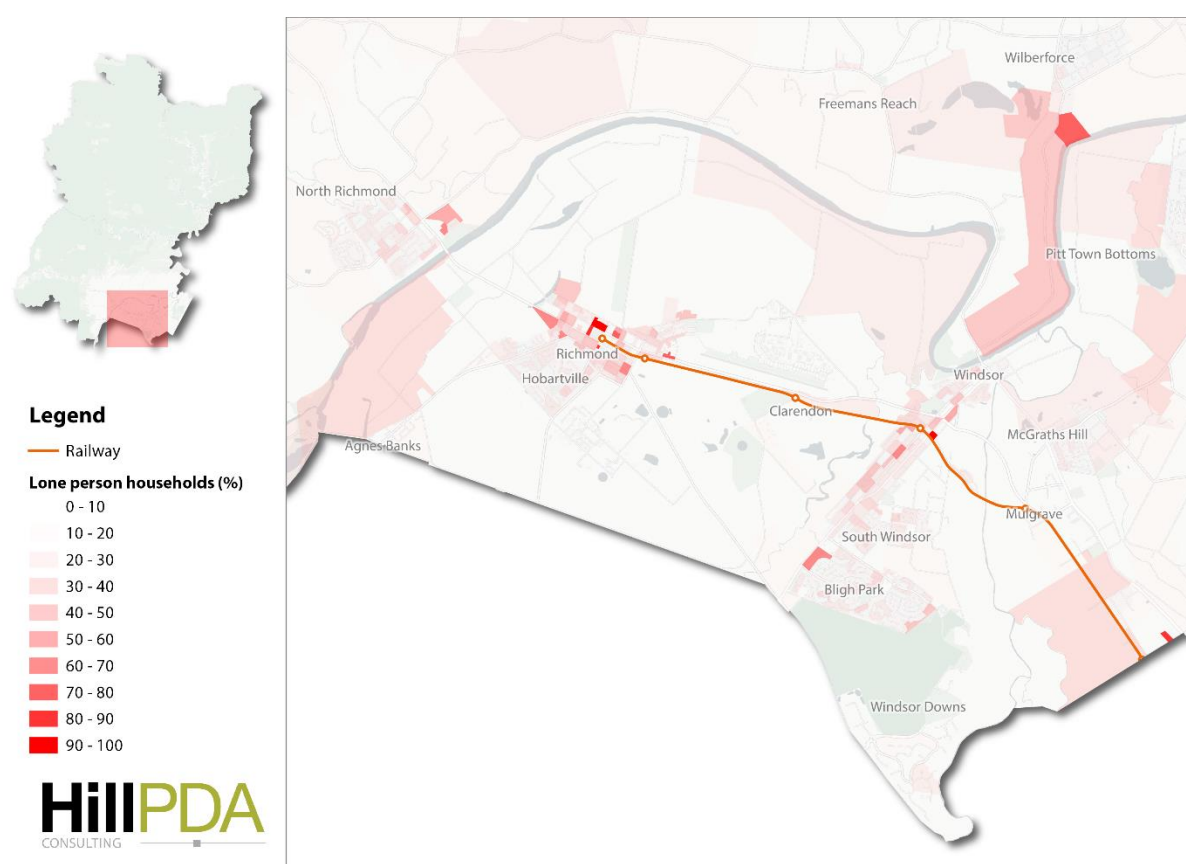 Wilberforce
Freemans Reach
North Richmond
Pitt Town Bottoms
Richmond
Hobartville
Windsor
Clarendon
McGraths Hill
Agnes Banks
Mulgrave
South Windsor
Bligh Park
Windsor Downs
Legend
Railway
Lone person households (%)
0 - 10
10 - 20
20 - 30
30 - 40
40 - 50
50 - 60
60 - 70
70 - 80
80 - 90
90 - 100
HillPDA
CONSULTING